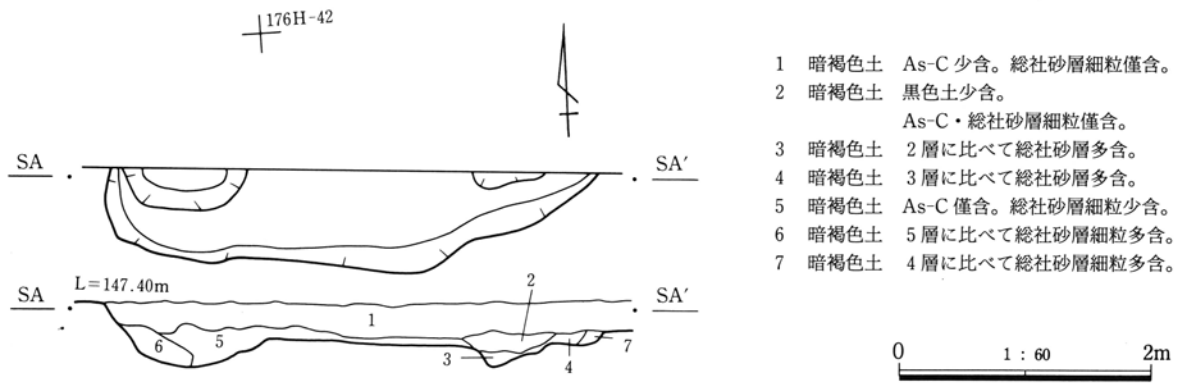 176H-42
SA
SA′
SA
L=147.40m
SA′
1
2
3
4
5
6
7
1 暗褐色土 As-C 少含。総社砂層細粒僅含。
2 暗褐色土 黒色土少含。
As-C・総社砂層細粒僅含。
3 暗褐色土 2層に比べて総社砂層多含。
4 暗褐色土 3層に比べて総社砂層多含。
5 暗褐色土 As-C 僅含。総社砂層細粒少含。
6 暗褐色土 5層に比べて総社砂層細粒多含。
7 暗褐色土 4層に比べて総社砂層細粒多含。
0 1 : 60 2m